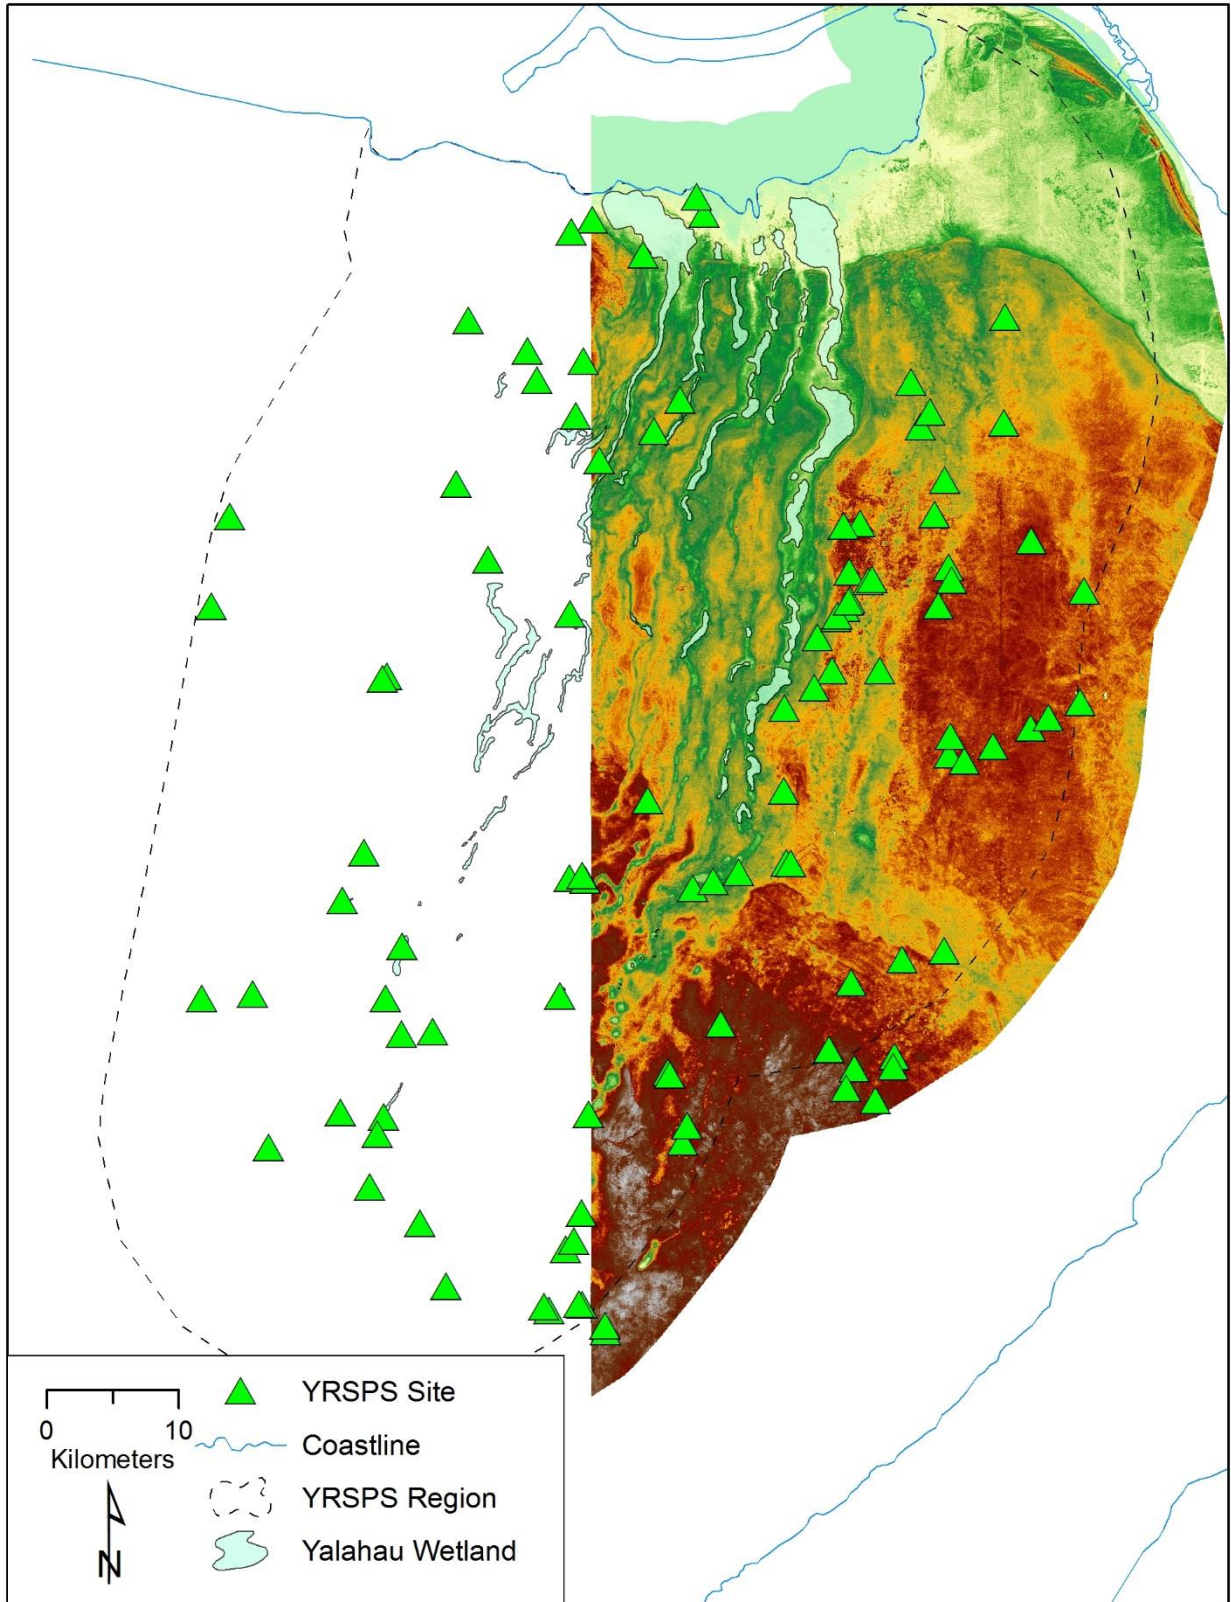 YRSPS Site
0 10
Kilometers
Coastline
YRSPS Region
N
Yalahau Wetland